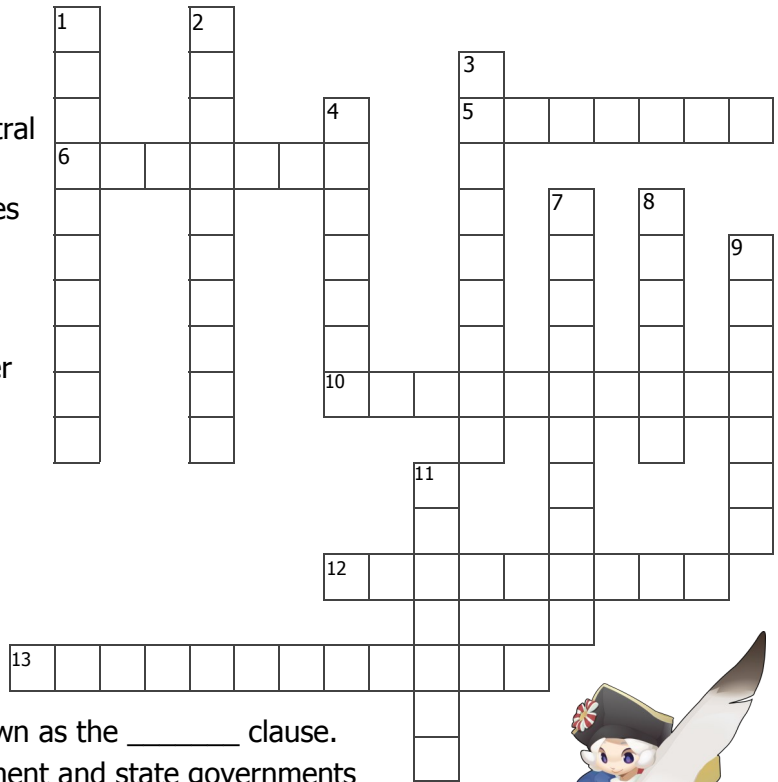 1 2
3
4 5
tral
6
7 8
es
9
er
10
11
12
13
wn as the ________ clause.
ment and state governments